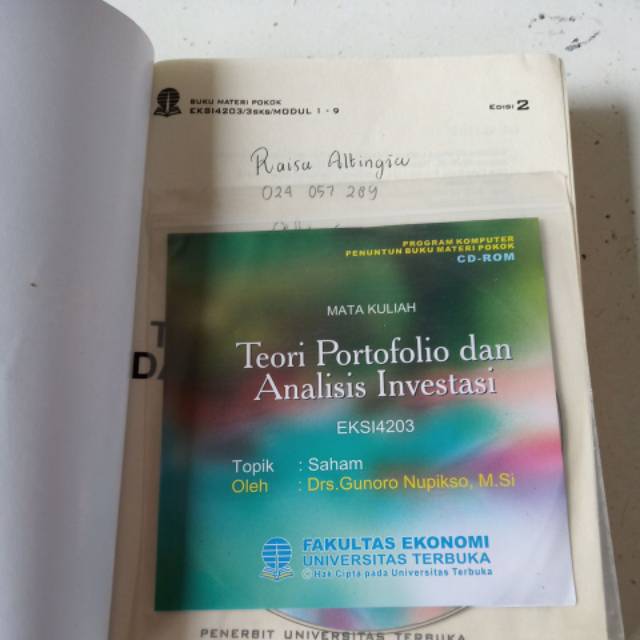 BUKU MATERI POKOK
EKSI4203/3SKS/MODUL 1 - 9
EDISI 2
Raisa Altingia
024 057 289
PROGRAM KOMPUTER
PENUNTUN BUKU MATERI POKOK
CD-ROM
MATA KULIAH
Teori Portofolio dan
Analisis Investasi
EKSI4203
Topik : Saham
Oleh : Drs.Gunoro Nupikso, M.Si
FAKULTAS EKONOMI
UNIVERSITAS TERBUKA
© Hak Cipta pada Universitas Terbuka
PENERBIT UNIVERSITAS TERBUKA